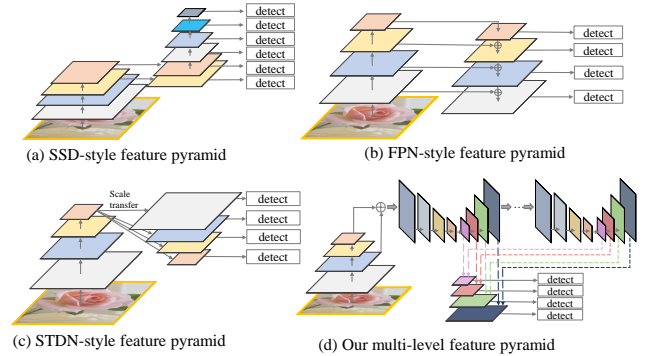 detect
detect
detect
detect
detect
detect
(a) SSD-style feature pyramid
detect
detect
detect
detect
(b) FPN-style feature pyramid
Scale
transfer
detect
detect
detect
detect
(c) STDN-style feature pyramid
detect
detect
detect
detect
(d) Our multi-level feature pyramid